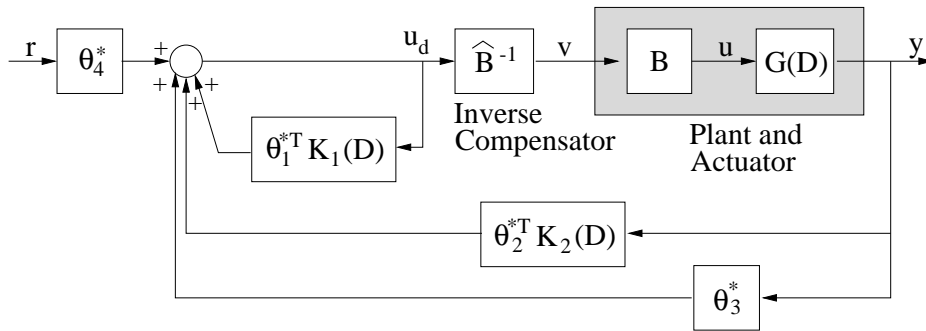 r θ₄* + u_d B̂⁻¹ v B u G(D) y
+ + +
Inverse
Compensator
Plant and
Actuator
θ₁*ᵀ K₁(D)
θ₂*ᵀ K₂(D)
θ₃*